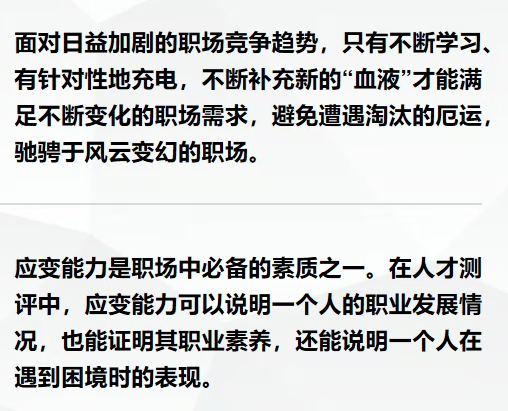 面对日益加剧的职场竞争趋势，只有不断学习、
有针对性地充电，不断补充新的“血液”才能满
足不断变化的职场需求，避免遭遇淘汰的厄运，
驰骋于风云变幻的职场。
应变能力是职场中必备的素质之一。在人才测
评中，应变能力可以说明一个人的职业发展情
况，也能证明其职业素养，还能说明一个人在
遇到困境时的表现。